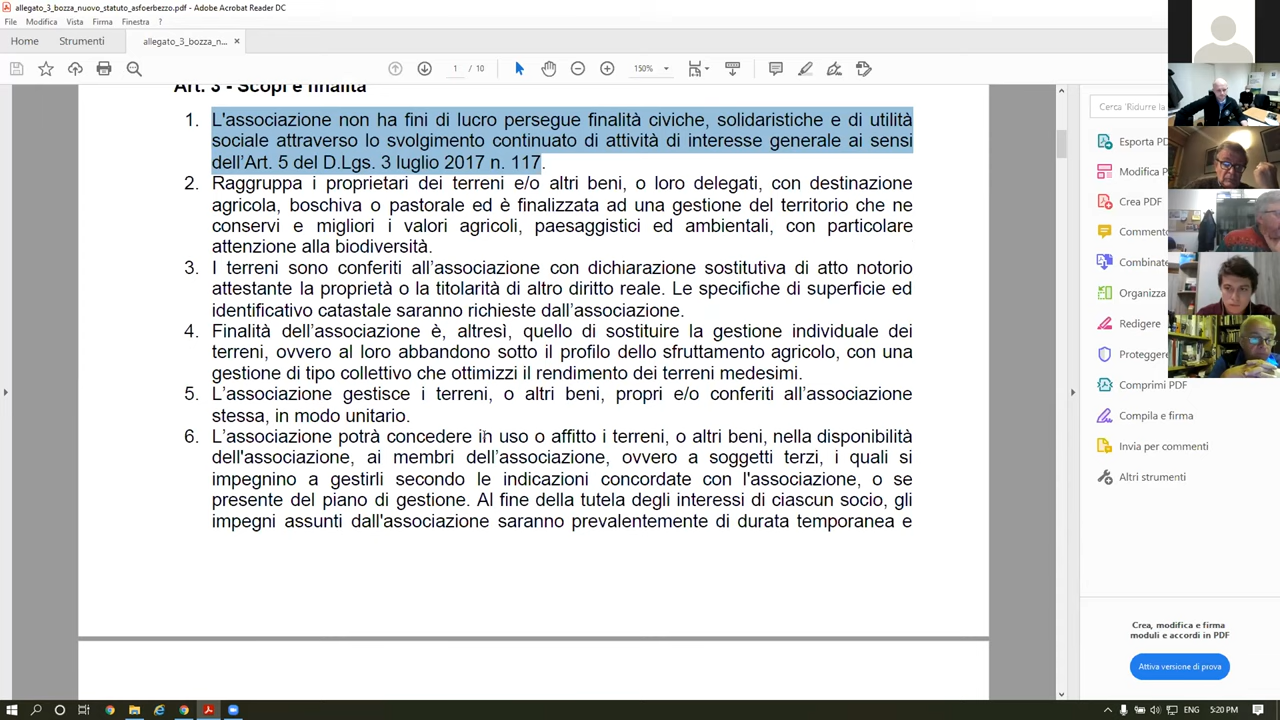 allegato_3_bozza_nuovo_statuto_asfoerbezzo.pdf - Adobe Acrobat Reader DC
File Modifica Vista Firma Finestra ?
Home Strumenti allegato_3_bozza_n... ×
1 / 10 150%
Art. 3 - Scopi e finalità
1. L'associazione non ha fini di lucro persegue finalità civiche, solidaristiche e di utilità
sociale attraverso lo svolgimento continuato di attività di interesse generale ai sensi
dell'Art. 5 del D.Lgs. 3 luglio 2017 n. 117.
2. Raggruppa i proprietari dei terreni e/o altri beni, o loro delegati, con destinazione
agricola, boschiva o pastorale ed è finalizzata ad una gestione del territorio che ne
conservi e migliori i valori agricoli, paesaggistici ed ambientali, con particolare
attenzione alla biodiversità.
3. I terreni sono conferiti all’associazione con dichiarazione sostitutiva di atto notorio
attestante la proprietà o la titolarità di altro diritto reale. Le specifiche di superficie ed
identificativo catastale saranno richieste dall’associazione.
4. Finalità dell’associazione è, altresì, quello di sostituire la gestione individuale dei
terreni, ovvero al loro abbandono sotto il profilo dello sfruttamento agricolo, con una
gestione di tipo collettivo che ottimizzi il rendimento dei terreni medesimi.
5. L’associazione gestisce i terreni, o altri beni, propri e/o conferiti all’associazione
stessa, in modo unitario.
6. L’associazione potrà concedere in uso o affitto i terreni, o altri beni, nella disponibilità
dell'associazione, ai membri dell’associazione, ovvero a soggetti terzi, i quali si
impegnino a gestirli secondo le indicazioni concordate con l'associazione, o se
presente del piano di gestione. Al fine della tutela degli interessi di ciascun socio, gli
impegni assunti dall'associazione saranno prevalentemente di durata temporanea e
Cerca 'Ridurre la
Esporta PD
Modifica P
Crea PDF
Comment
Combinate
Organizza
Redigere
Proteggere
Comprimi PDF
Compila e firma
Invia per commenti
Altri strumenti
Crea, modifica e firma
moduli e accordi in PDF
Attiva versione di prova
ENG 5:20 PM